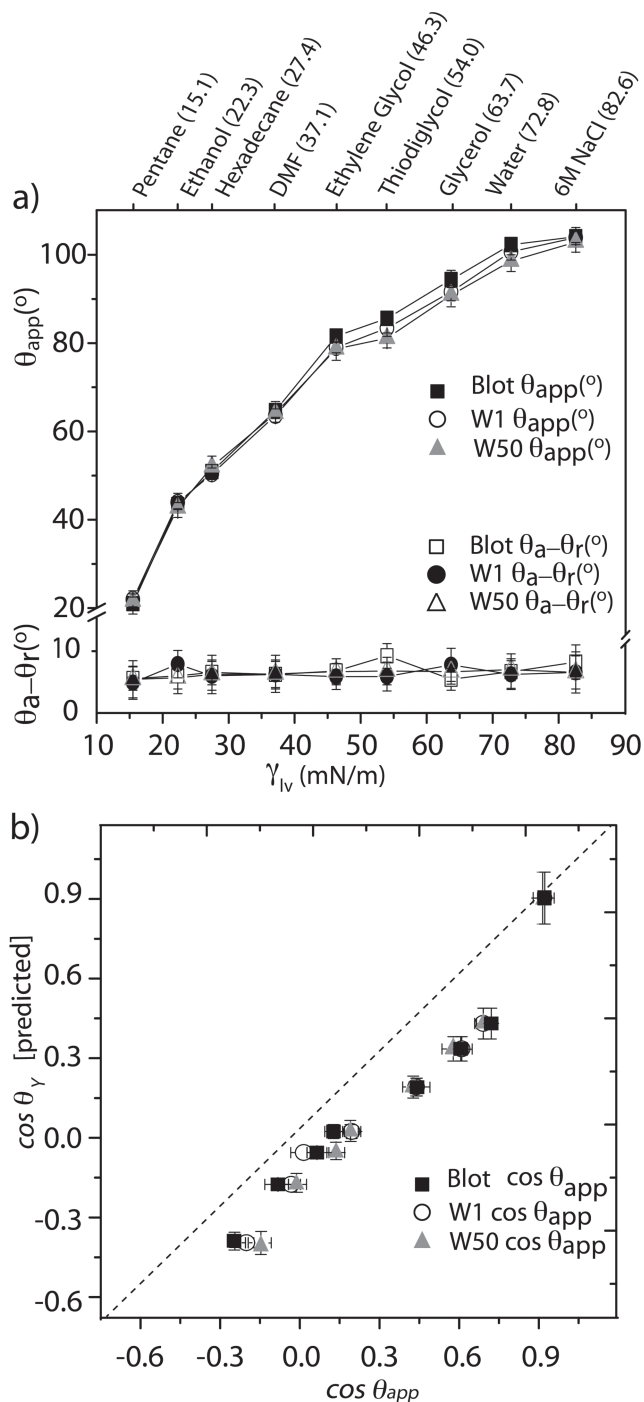 Pentane (15.1)
Ethanol (22.3)
Hexadecane (27.4)
DMF (37.1)
Ethylene Glycol (46.3)
Thiodiglycol (54.0)
Glycerol (63.7)
Water (72.8)
6M NaCl (82.6)
a)
θapp(º)
100
80
60
40
20
Blot θapp(º)
W1 θapp(º)
W50 θapp(º)
Blot θa–θr(º)
W1 θa–θr(º)
W50 θa–θr(º)
θa–θr(º)
10
0
10 20 30 40 50 60 70 80 90
γlv (mN/m)
b)
cos θY [predicted]
0.9
0.6
0.3
0.0
-0.3
-0.6
Blot cos θapp
W1 cos θapp
W50 cos θapp
-0.6 -0.3 0.0 0.3 0.6 0.9
cos θapp